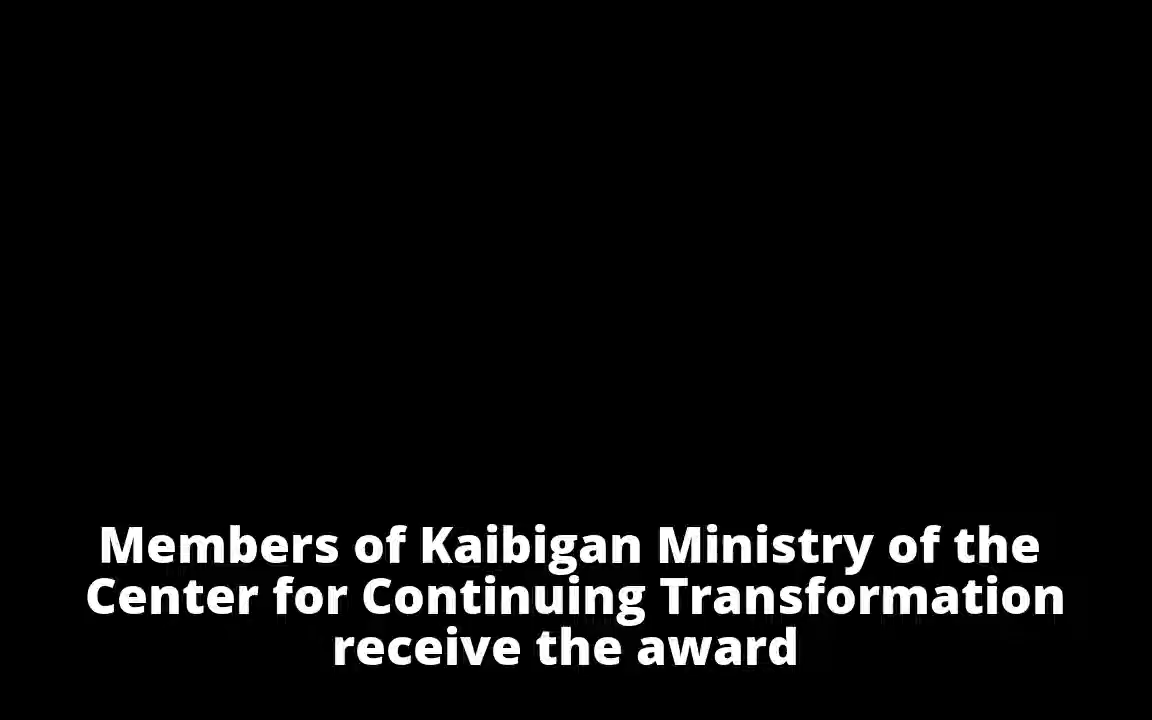 Members of Kaibigan Ministry of the
Center for Continuing Transformation
receive the award